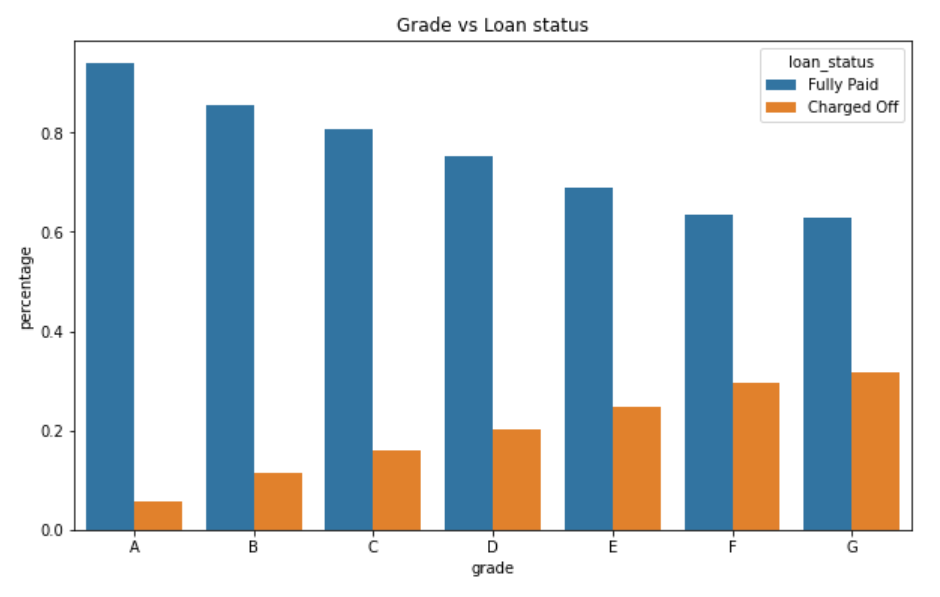 Grade vs Loan status
loan_status
Fully Paid
Charged Off
percentage
0.8
0.6
0.4
0.2
0.0
A B C D E F G
grade